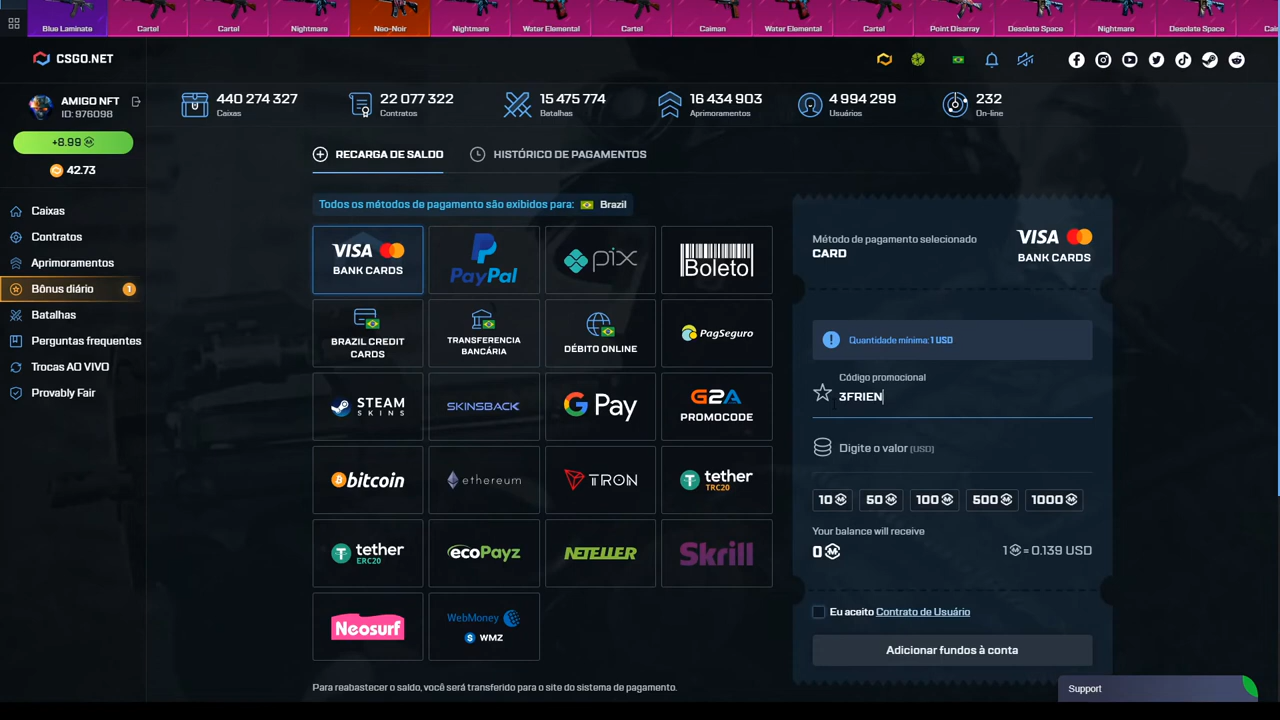 Blue Laminate Cartel Cartel Nightmare Neo-Noir Nightmare Water Elemental Cartel Caiman Water Elemental Cartel Point Disarray Desolate Space Nightmare Desolate Space
CSGO.NET
AMIGO NFT
ID: 976098
+8.99
42.73
440 274 327
Caixas
22 077 322
Contratos
15 475 774
Batalhas
16 434 903
Aprimoramentos
4 994 299
Usuários
232
On-line
Caixas
Contratos
Aprimoramentos
Bônus diário 1
Batalhas
Perguntas frequentes
Trocas AO VIVO
Provably Fair
RECARGA DE SALDO HISTÓRICO DE PAGAMENTOS
Todos os métodos de pagamento são exibidos para: Brazil
VISA
BANK CARDS
PayPal
pix
Boleto
BRAZIL CREDIT
CARDS
TRANSFERENCIA
BANCÁRIA
DÉBITO ONLINE
PagSeguro
STEAM
SKINS
SKINSBACK
G Pay
G2A
PROMOCODE
bitcoin
ethereum
TRON
tether
TRC20
tether
ERC20
ecoPayz
NETELLER
Skrill
Neosurf
WebMoney
WMZ
Para reabastecer o saldo, você será transferido para o site do sistema de pagamento.
Método de pagamento selecionado
CARD
VISA
BANK CARDS
Quantidade mínima: 1 USD
Código promocional
3FRIEN
Digite o valor (USD)
10 50 100 500 1000
Your balance will receive
0 1 = 0.139 USD
Eu aceito Contrato de Usuário
Adicionar fundos à conta
Support